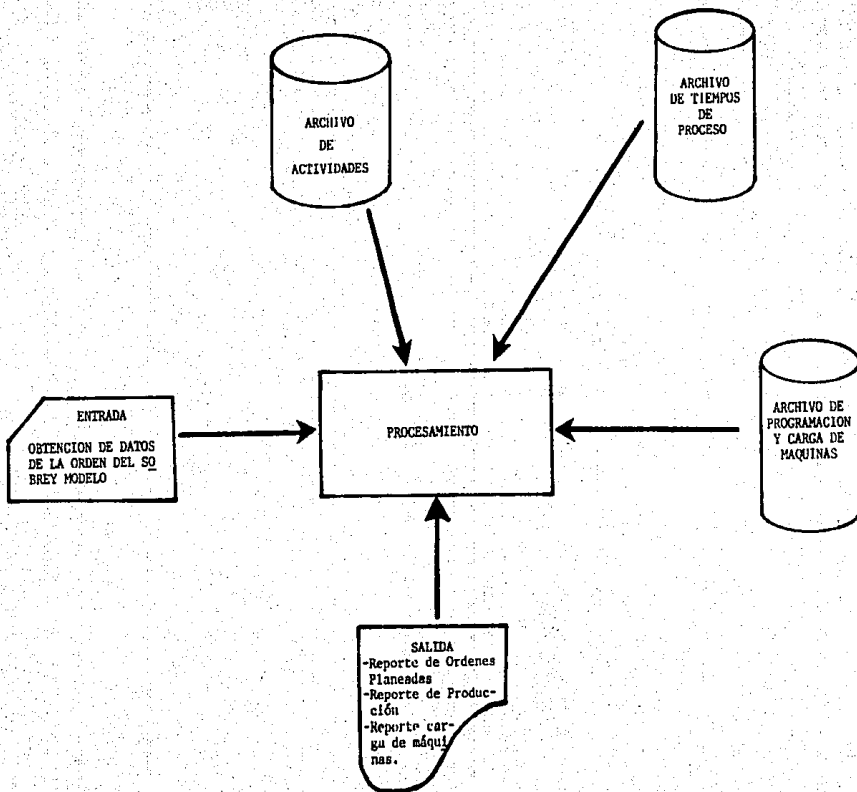 ARCHIVO
DE
ACTIVIDADES
ARCHIVO
DE TIEMPOS
DE
PROCESO
ENTRADA
OBTENCION DE DATOS
DE LA ORDEN DEL SO
BREY MODELO
PROCESAMIENTO
ARCHIVO DE
PROGRAMACION
Y CARGA DE
MAQUINAS
SALIDA
-Reporte de Ordenes
Planeadas
-Reporte de Produc-
ción
-Reporte car-
ga de máqui
nas.